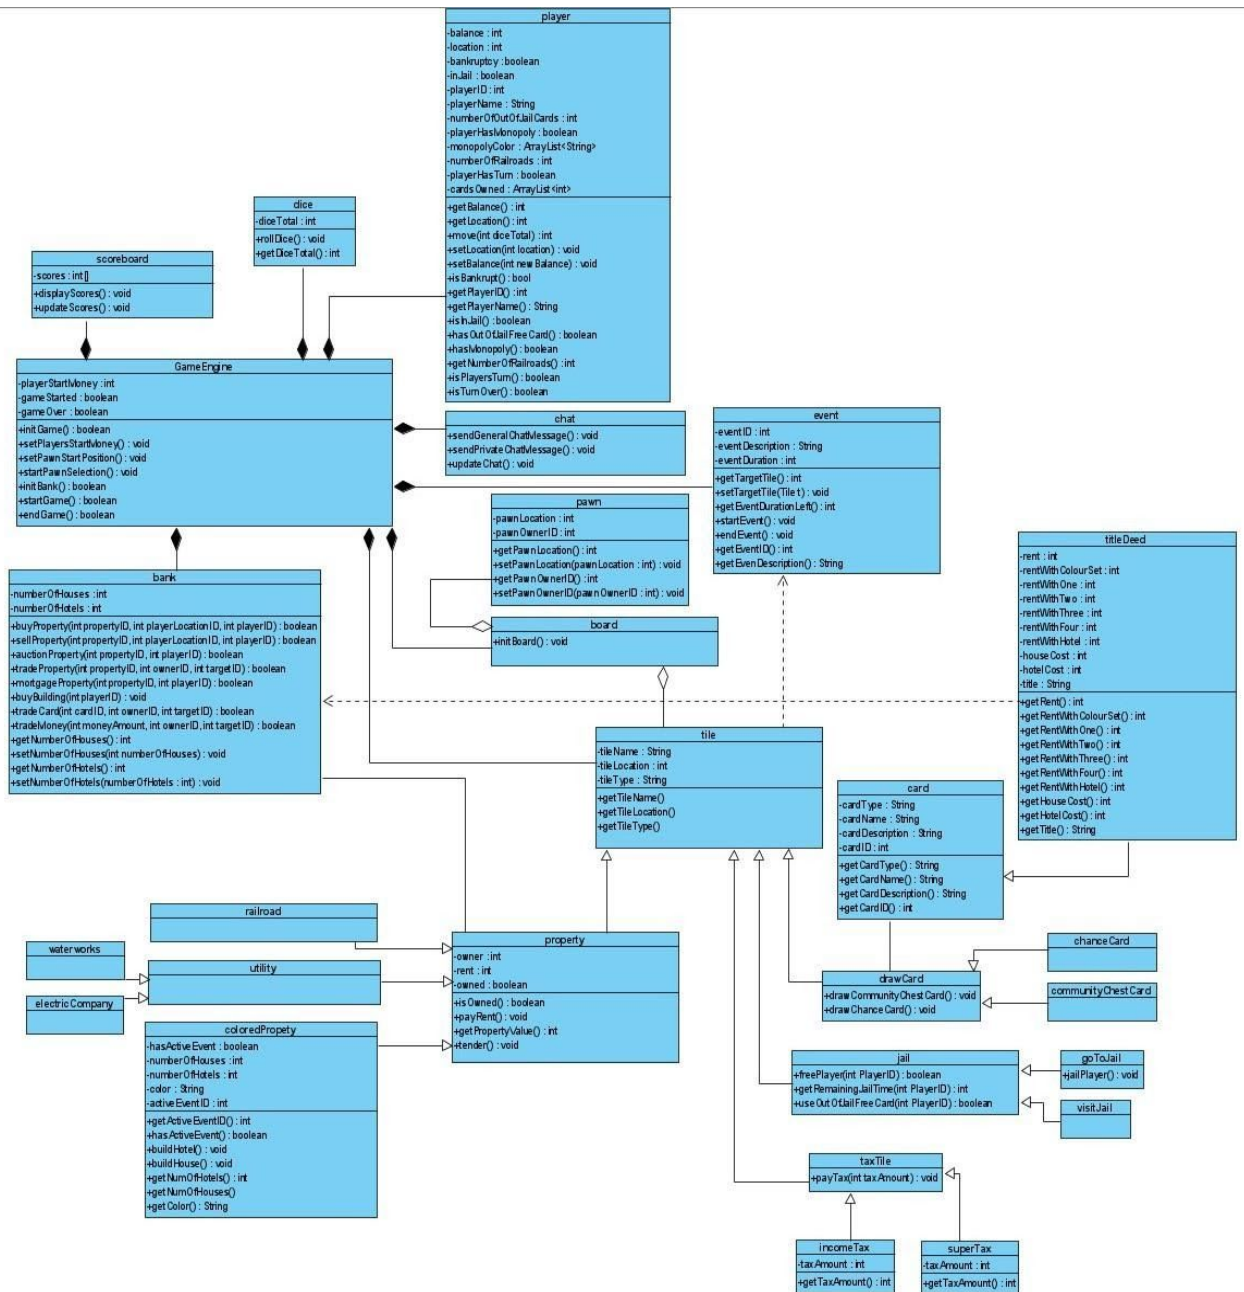 player
-balance : int
-location : int
-bankruptcy : boolean
-inJail : boolean
-playerID : int
-playerName : String
-numberOfOutOfJailCards : int
-playerHasMonopoly : boolean
-monopolyColor : ArrayList<String>
-numberOfRailroads : int
-playerHasTurn : boolean
-cardsOwned : ArrayList<int>
+getBalance() : int
+getLocation() : int
+move(int diceTotal) : int
+setLocation(int location) : void
+setBalance(int newBalance) : void
+isBankrupt() : bool
+getPlayerID() : int
+getPlayerName() : String
+isInJail() : boolean
+hasOutOfJailFreeCard() : boolean
+hasMonopoly() : boolean
+getNumberOfRailroads() : int
+isPlayersTurn() : boolean
+isTurnOver() : boolean
dice
-diceTotal : int
+rollDice() : void
+getDiceTotal() : int
scoreboard
-scores : int[]
+displayScores() : void
+updateScores() : void
GameEngine
-playerStartMoney : int
-gameStarted : boolean
-gameOver : boolean
+initGame() : boolean
+setPlayersStartMoney() : void
+setPawnStartPosition() : void
+startPawnSelection() : void
+initBank() : boolean
+startGame() : boolean
+endGame() : boolean
chat
+sendGeneralChatMessage() : void
+sendPrivateChatMessage() : void
+updateChat() : void
event
-eventID : int
-eventDescription : String
-eventDuration : int
+getTargetTile() : int
+setTargetTile(Tile t) : void
+getEventDurationLeft() : int
+startEvent() : void
+endEvent() : void
+getEventID() : int
+getEvenDescription() : String
pawn
-pawnLocation : int
-pawnOwnerID : int
+getPawnLocation() : int
+setPawnLocation(pawnLocation : int) : void
+getPawnOwnerID() : int
+setPawnOwnerID(pawnOwnerID : int) : void
board
+initBoard() : void
titleDeed
-rent : int
-rentWithColourSet : int
-rentWithOne : int
-rentWithTwo : int
-rentWithThree : int
-rentWithFour : int
-rentWithHotel : int
-houseCost : int
-hotelCost : int
-title : String
+getRent() : int
+getRentWithColourSet() : int
+getRentWithOne() : int
+getRentWithTwo() : int
+getRentWithThree() : int
+getRentWithFour() : int
+getRentWithHotel() : int
+getHouseCost() : int
+getHotelCost() : int
+getTitle() : String
bank
-numberOfHouses : int
-numberOfHotels : int
+buyProperty(int propertyID, int playerLocationID, int playerID) : boolean
+sellProperty(int propertyID, int playerLocationID, int playerID) : boolean
+auctionProperty(int propertyID, int playerID) : boolean
+tradeProperty(int propertyID, int ownerID, int targetID) : boolean
+mortgageProperty(int propertyID, int playerID) : boolean
+buyBuilding(int playerID) : void
+tradeCard(int cardID, int ownerID, int targetID) : boolean
+tradeMoney(int moneyAmount, int ownerID, int targetID) : boolean
+getNumberOfHouses() : int
+setNumberOfHouses(int numberOfHouses) : void
+getNumberOfHotels() : int
+setNumberOfHotels(numberOfHotels : int) : void
tile
-tileName : String
-tileLocation : int
-tileType : String
+getTileName()
+getTileLocation()
+getTileType()
card
-cardType : String
-cardName : String
-cardDescription : String
-cardID : int
+getCardType() : String
+getCardName() : String
+getCardDescription() : String
+getCardID() : int
railroad
waterworks
utility
electricCompany
property
-owner : int
-rent : int
-owned : boolean
+isOwned() : boolean
+payRent() : void
+getPropertyValue() : int
+tender() : void
chanceCard
drawCard
+drawCommunityChestCard() : void
+drawChanceCard() : void
communityChestCard
coloredPropety
-hasActiveEvent : boolean
-numberOfHouses : int
-numberOfHotels : int
-color : String
-activeEventID : int
+getActiveEventID() : int
+hasActiveEvent() : boolean
+buildHotel() : void
+buildHouse() : void
+getNumOfHotels() : int
+getNumOfHouses()
+getColor() : String
jail
+freePlayer(int PlayerID) : boolean
+getRemainingJailTime(int PlayerID) : int
+useOutOfJailFreeCard(int PlayerID) : boolean
goToJail
+jailPlayer() : void
visitJail
taxTile
+payTax(int taxAmount) : void
incomeTax
-taxAmount : int
+getTaxAmount() : int
superTax
-taxAmount : int
+getTaxAmount() : int